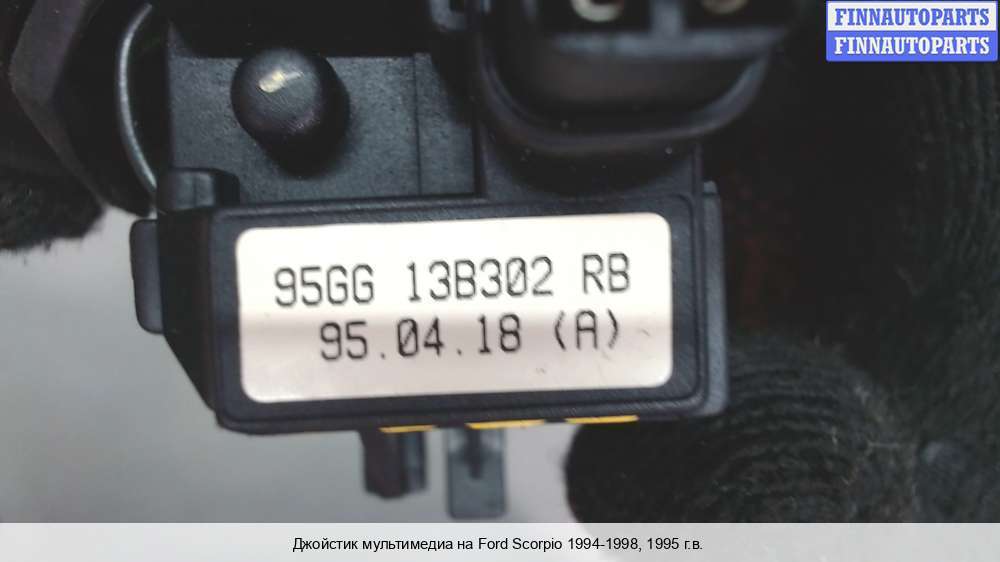 FINNAUTOPARTS
FINNAUTOPARTS
95GG 13B302 RB
95.04.18 (A)
Джойстик мультимедиа на Ford Scorpio 1994-1998, 1995 г.в.